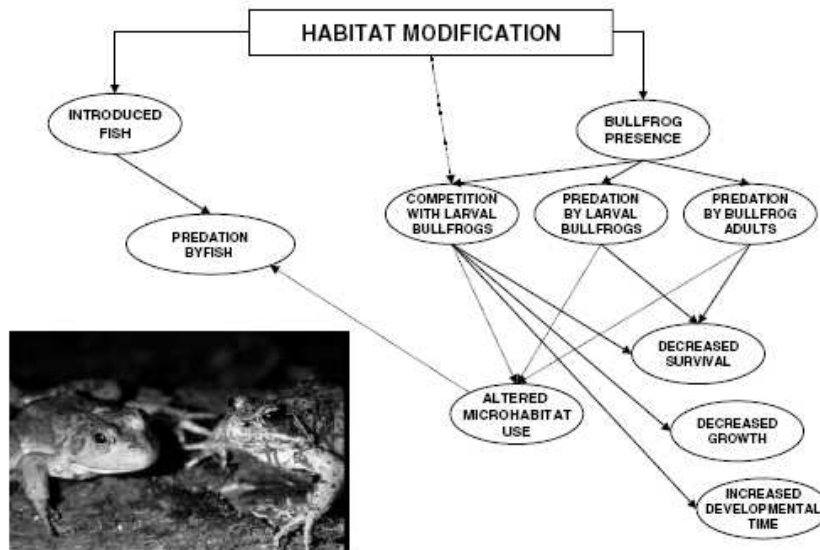 HABITAT MODIFICATION
INTRODUCED
FISH
BULLFROG
PRESENCE
COMPETITION
WITH LARVAL
BULLFROGS
PREDATION
BY LARVAL
BULLFROGS
PREDATION
BY BULLFROG
ADULTS
PREDATION
BYFISH
DECREASED
SURVIVAL
ALTERED
MICROHABITAT
USE
DECREASED
GROWTH
INCREASED
DEVELOPMENTAL
TIME